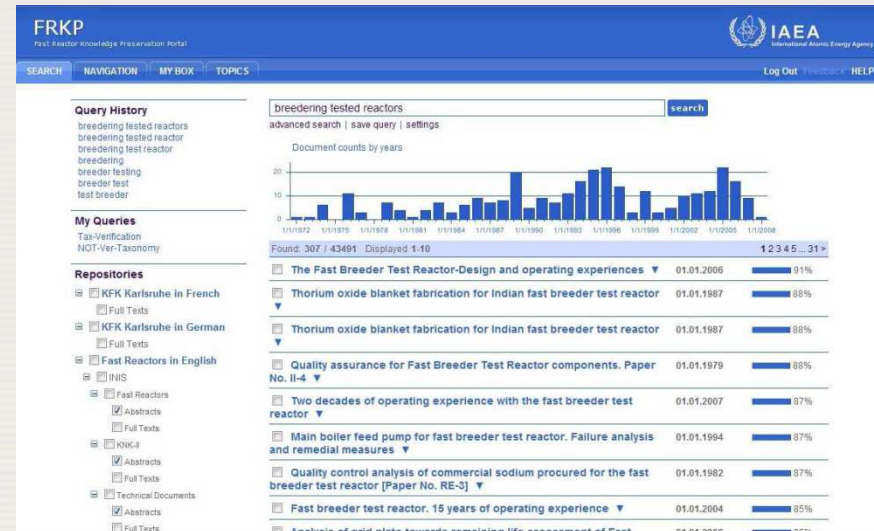 FRKP
Fast Reactor Knowledge Preservation Portal
IAEA
International Atomic Energy Agency
SEARCH NAVIGATION MY BOX TOPICS
Log Out Feedback HELP
Query History
breedering tested reactors
breedering tested reactor
breedering test reactor
breedering
breeder testing
breeder test
test breeder
My Queries
Tax-Verification
NOT-Ver-Taxonomy
Repositories
KFK Karlsruhe in French
Full Texts
KFK Karlsruhe in German
Full Texts
Fast Reactors in English
INIS
Fast Reactors
Abstracts
Full Texts
KNK-II
Abstracts
Full Texts
Technical Documents
Abstracts
Full Texts
breedering tested reactors search
advanced search | save query | settings
Document counts by years
20
10
0
1/1/1972 1/1/1975 1/1/1978 1/1/1981 1/1/1984 1/1/1987 1/1/1990 1/1/1993 1/1/1996 1/1/1999 1/1/2002 1/1/2005 1/1/2008
Found: 307 / 43491 Displayed 1-10 1 2 3 4 5 ... 31 »
The Fast Breeder Test Reactor-Design and operating experiences ▼ 01.01.2006 91%
Thorium oxide blanket fabrication for Indian fast breeder test reactor 01.01.1987 88%
▼
Thorium oxide blanket fabrication for Indian fast breeder test reactor 01.01.1987 88%
▼
Quality assurance for Fast Breeder Test Reactor components. Paper 01.01.1979 88%
No. II-4 ▼
Two decades of operating experience with the fast breeder test 01.01.2007 87%
reactor ▼
Main boiler feed pump for fast breeder test reactor. Failure analysis 01.01.1994 87%
and remedial measures ▼
Quality control analysis of commercial sodium procured for the fast 01.01.1982 87%
breeder test reactor [Paper No. RE-3] ▼
Fast breeder test reactor. 15 years of operating experience ▼ 01.01.2004 85%